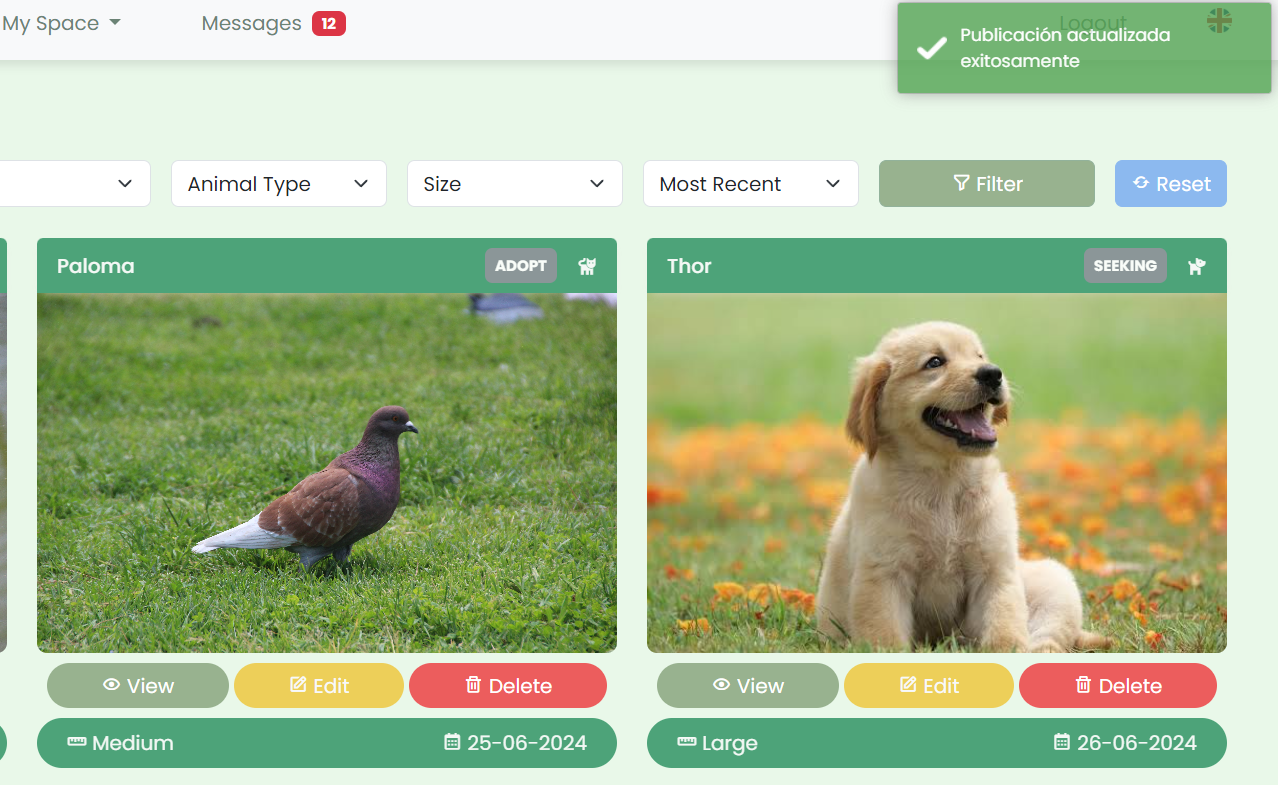 My Space
Messages 12
Logout
Publicación actualizada
exitosamente
Animal Type
Size
Most Recent
Filter
Reset
Paloma
ADOPT
Thor
SEEKING
View
Edit
Delete
View
Edit
Delete
Medium
25-06-2024
Large
26-06-2024